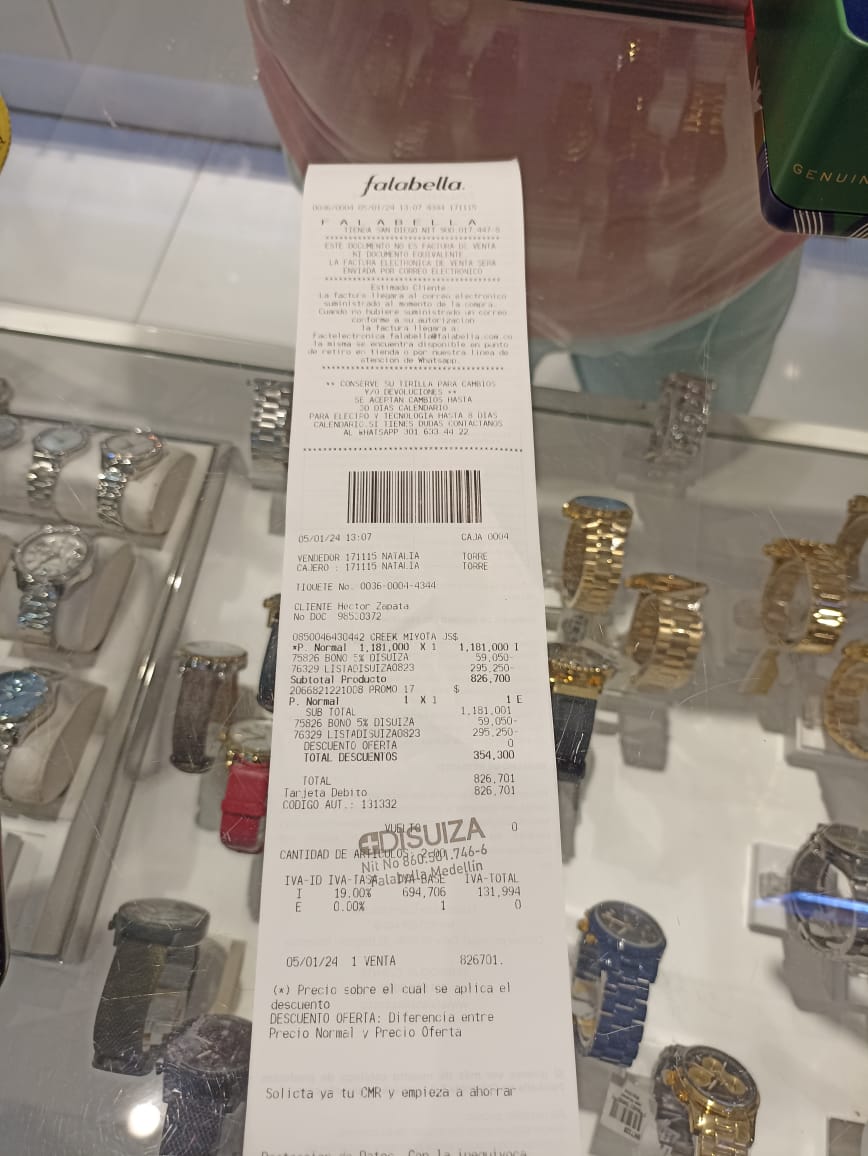 falabella.
0036/0004 05/01/24 13:07 4344 171115
F A L A B E L L A
TIENDA SAN DIEGO NIT 900.017.447-8
ESTE DOCUMENTO NO ES FACTURA DE VENTA
NI DOCUMENTO EQUIVALENTE
LA FACTURA ELECTRONICA DE VENTA SERA
ENVIADA POR CORREO ELECTRONICO
Estimado Cliente:
La factura llegara al correo electronico
suministrado al momento de la compra.
Cuando no hubiere suministrado un correo
conforme a su autorizacion
la factura llegara a:
Factelectronica.falabella@falabella.com.co
la misma se encuentra disponible en punto
de retiro en tienda o por nuestra linea de
atencion de Whatsapp.
** CONSERVE SU TIRILLA PARA CAMBIOS
Y/O DEVOLUCIONES **
SE ACEPTAN CAMBIOS HASTA
30 DIAS CALENDARIO
PARA ELECTRO Y TECNOLOGIA HASTA 8 DIAS
CALENDARIO.SI TIENES DUDAS CONTACTANOS
AL WHATSAPP 301 633 44 22
05/01/24 13:07 CAJA 0004
VENDEDOR 171115 NATALIA TORRE
CAJERO : 171115 NATALIA TORRE
TIQUETE No. 0036-0004-4344
CLIENTE Hector Zapata
No DOC
0850046430442 CREEK MIYOTA JS$
*P. Normal 1,181,000 X 1 1,181,000 I
75826 BONO 5% DISUIZA 59,050-
76329 LISTADISUIZA0823 295,250-
Subtotal Producto 826,700
2066821221008 PROMO 17 $
P. Normal 1 X 1 1 E
SUB TOTAL 1,181,001
75826 BONO 5% DISUIZA 59,050-
76329 LISTADISUIZA0823 295,250-
DESCUENTO OFERTA 0
TOTAL DESCUENTOS 354,300
TOTAL 826,701
Tarjeta Debito 826,701
CODIGO AUT.: 131332
VUELTO 0
DISUIZA
CANTIDAD DE ARTICULOS: 2.00
Nit No 860.501.746-6
Falabella Medellin
IVA-ID IVA-TASA IVA-BASE IVA-TOTAL
I 19.00% 694,706 131,994
E 0.00% 1 0
05/01/24 1 VENTA 826701.
(*) Precio sobre el cual se aplica el
descuento
DESCUENTO OFERTA: Diferencia entre
Precio Normal y Precio Oferta
Solicta ya tu CMR y empieza a ahorrar
GENUIN